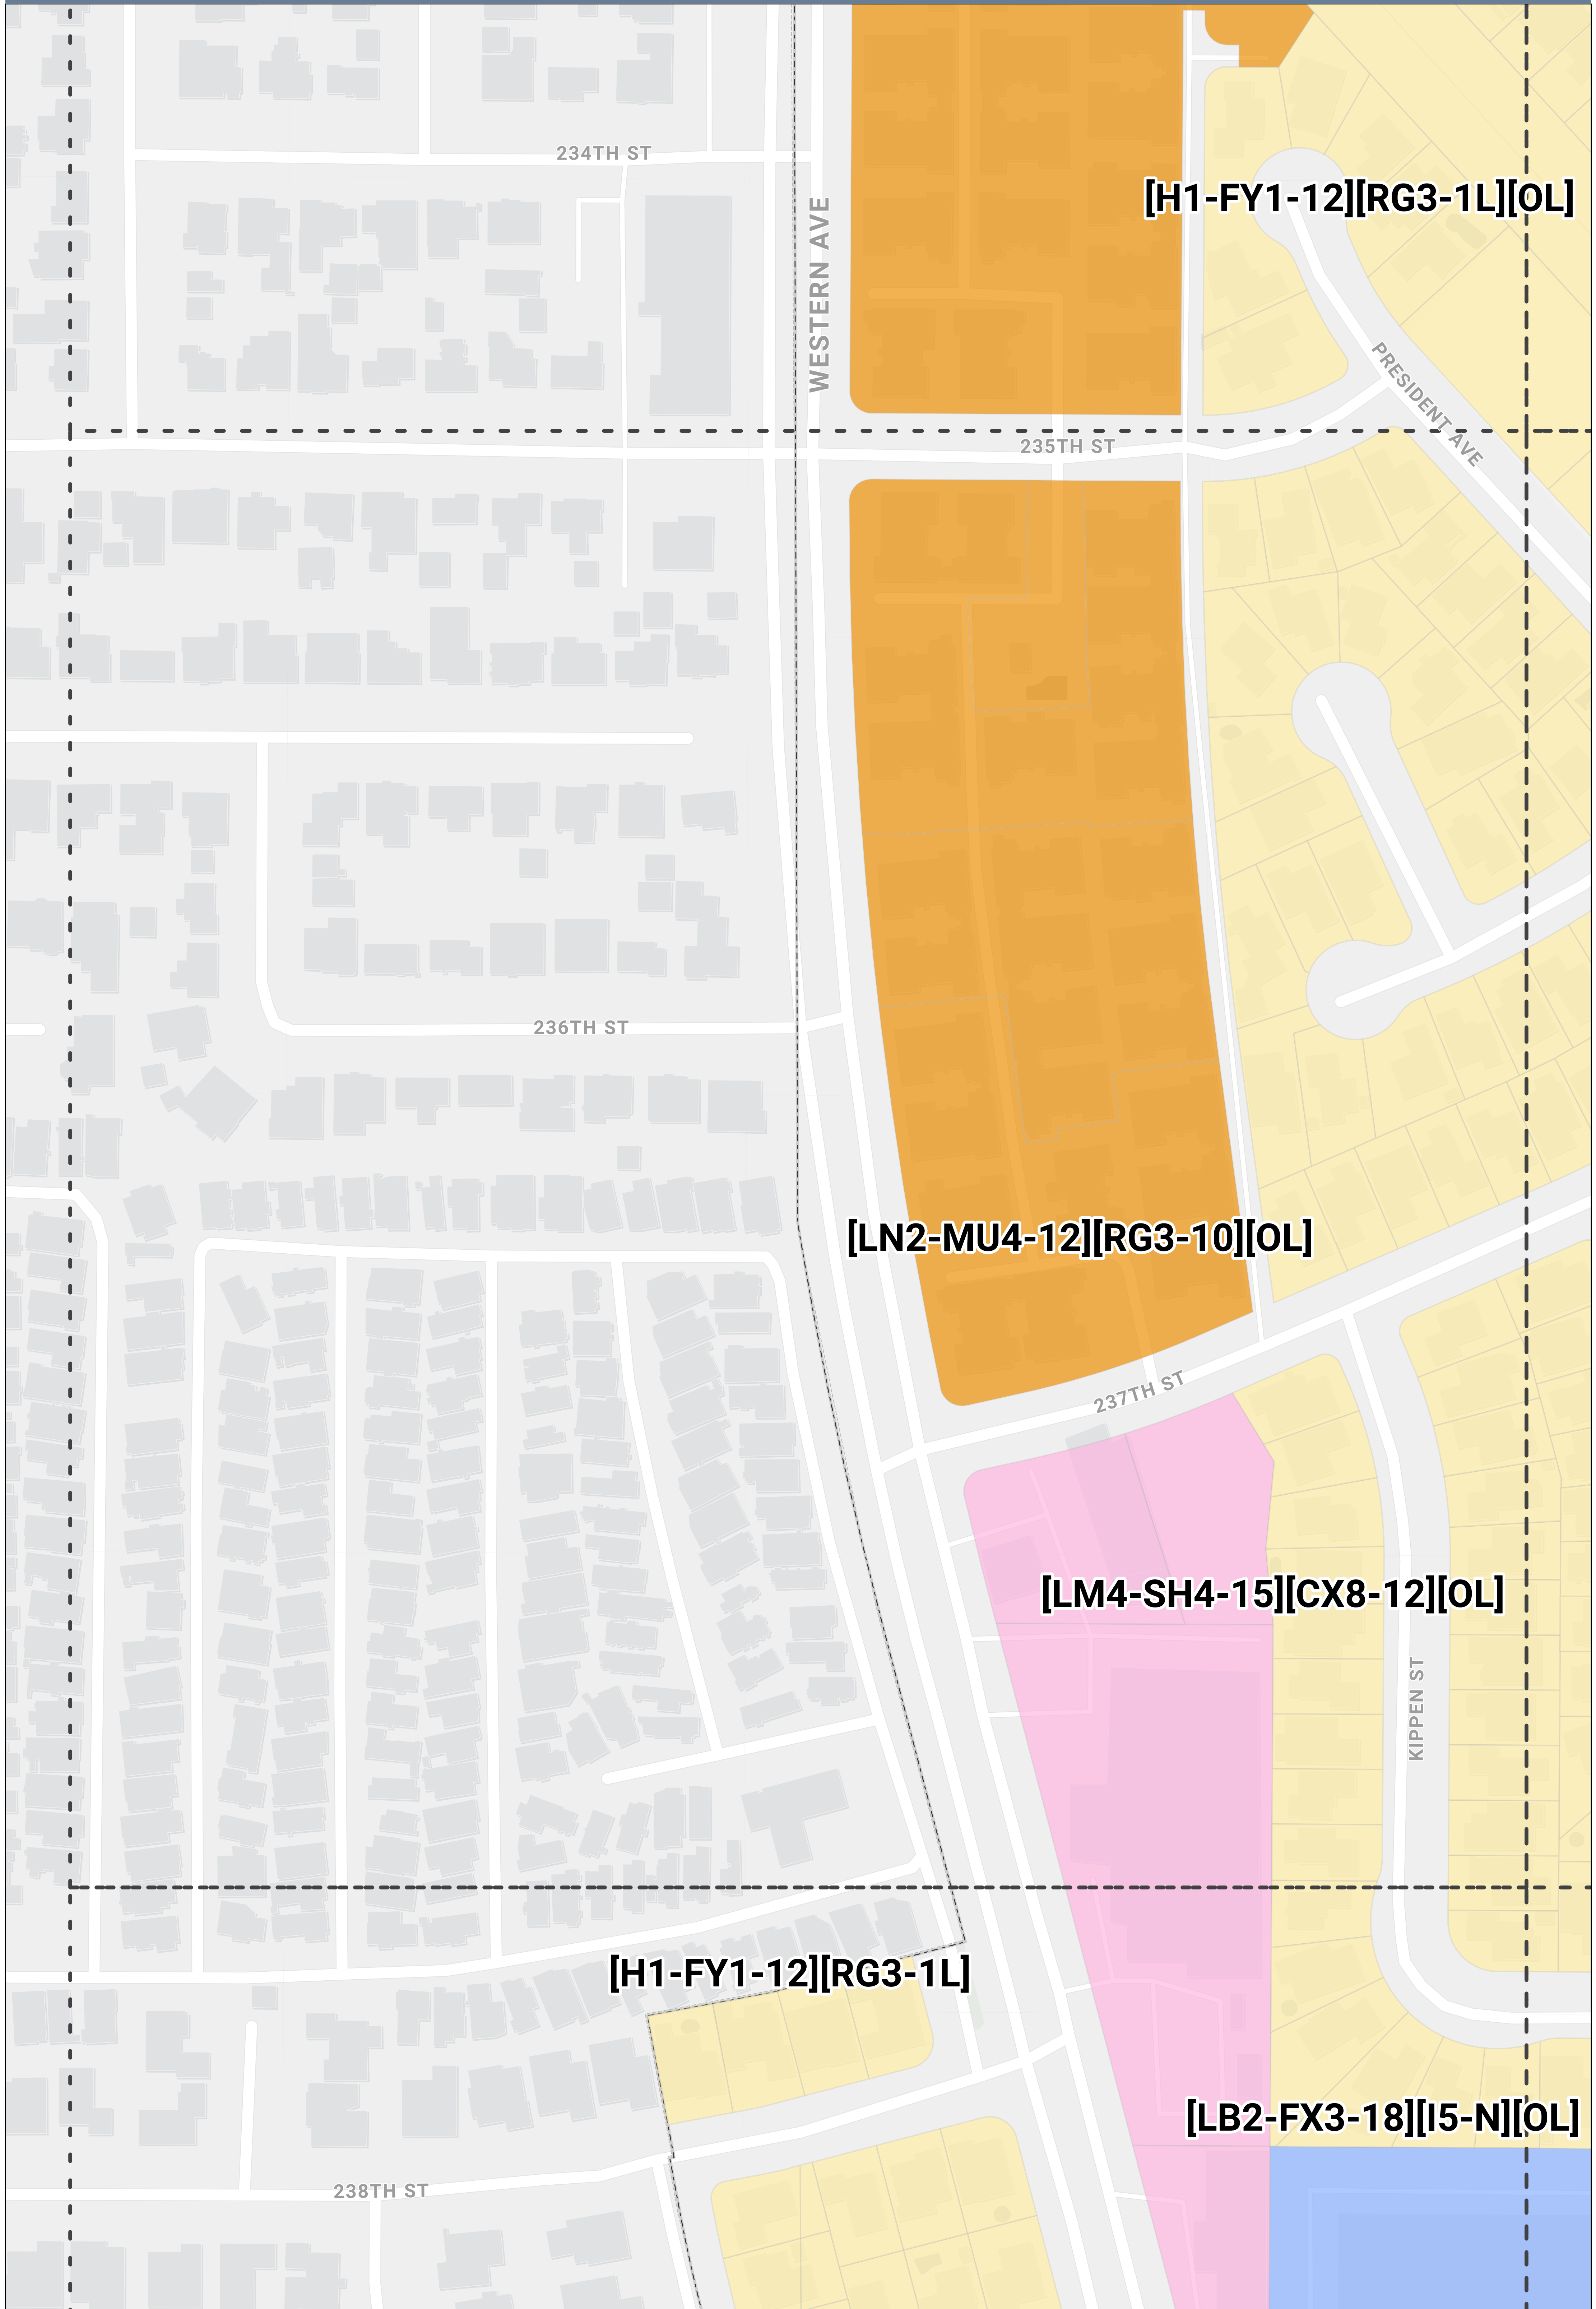 234TH ST
WESTERN AVE
[H1-FY1-12][RG3-1L][OL]
PRESIDENT AVE
235TH ST
236TH ST
[LN2-MU4-12][RG3-10][OL]
237TH ST
[LM4-SH4-15][CX8-12][OL]
KIPPEN ST
[H1-FY1-12][RG3-1L]
[LB2-FX3-18][I5-N][OL]
238TH ST